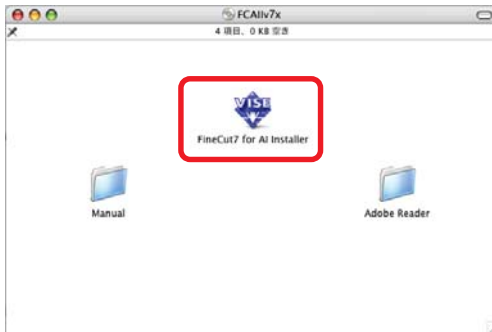 FCAIIv7x
4 項目、0 KB 空き
VISE
FineCut7 for AI Installer
Manual
Adobe Reader